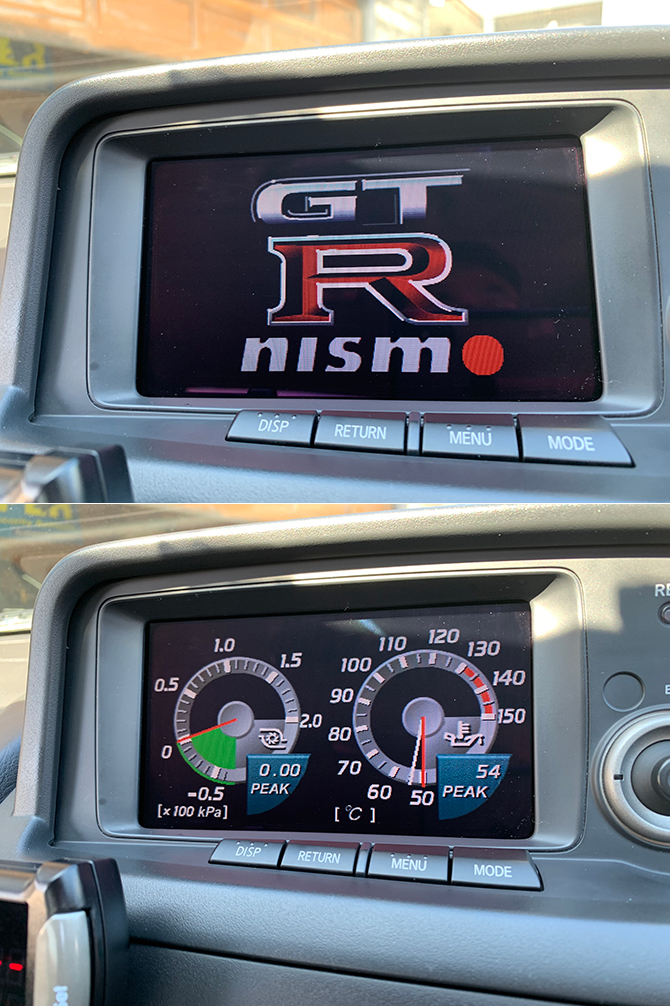 GT
R
nismo
DISP
RETURN
MENU
MODE
1.0
0.5
1.5
0
2.0
-0.5
0.00
PEAK
[x100 kPa]
120
110
130
100
140
90
150
80
70
60
50
54
PEAK
[℃]
DISP
RETURN
MENU
MODE